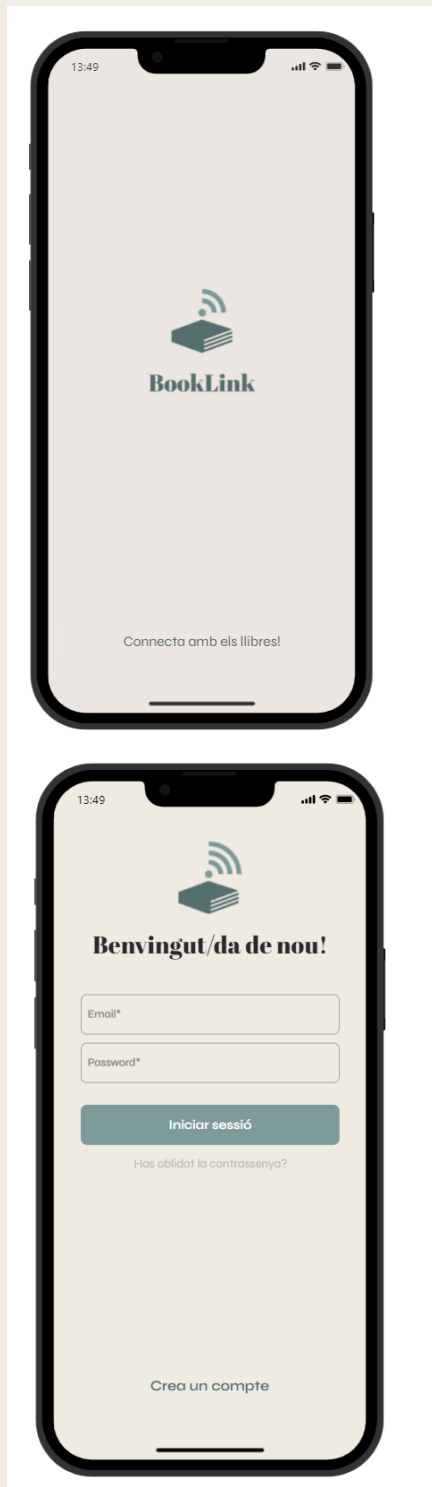 13:49
BookLink
Connecta amb els llibres!
13:49
Benvingut/da de nou!
Email*
Password*
Iniciar sessió
Has oblidat la contrassenya?
Crea un compte